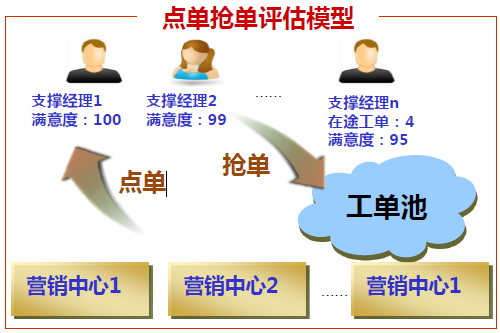 点单抢单评估模型
支撑经理1
满意度：100
支撑经理2
满意度：99
......
支撑经理n
在途工单：4
满意度：95
点单
抢单
工单池
营销中心1
营销中心2
......
营销中心1